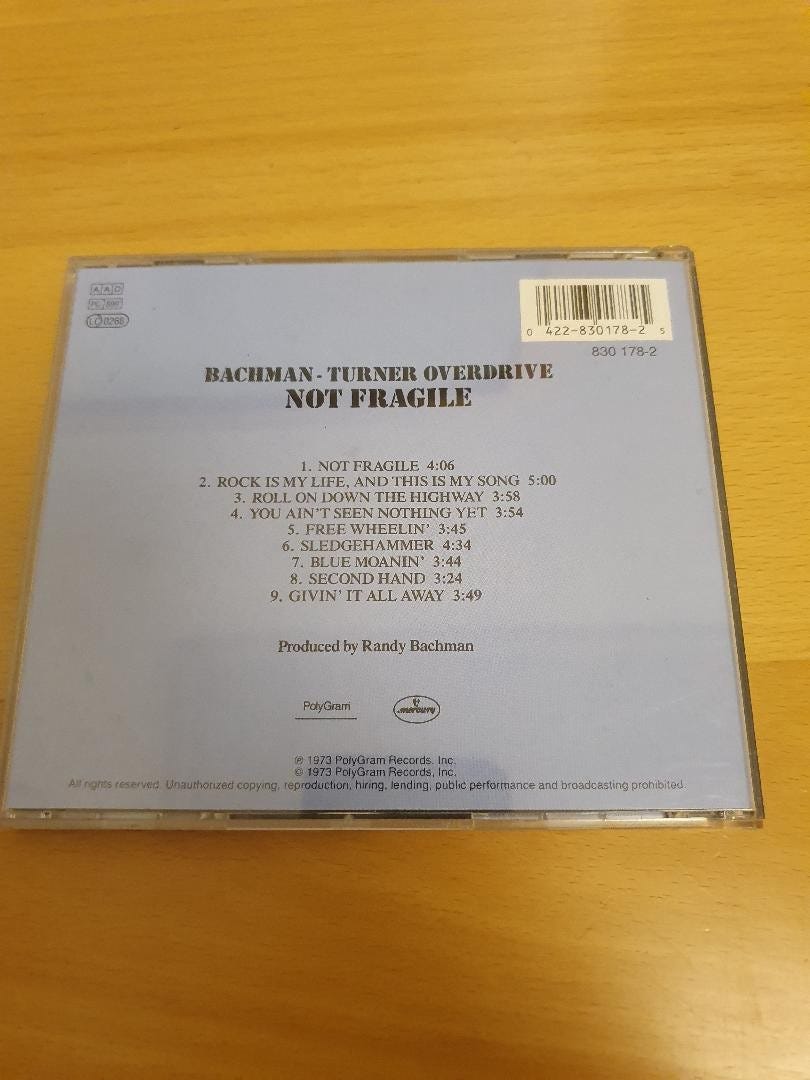 AAD
LC 0268
0 422-830178-2 5
830 178-2
BACHMAN - TURNER OVERDRIVE
NOT FRAGILE
1. NOT FRAGILE 4:06
2. ROCK IS MY LIFE, AND THIS IS MY SONG 5:00
3. ROLL ON DOWN THE HIGHWAY 3:58
4. YOU AIN'T SEEN NOTHING YET 3:54
5. FREE WHEELIN' 3:45
6. SLEDGEHAMMER 4:34
7. BLUE MOANIN' 3:44
8. SECOND HAND 3:24
9. GIVIN' IT ALL AWAY 3:49
Produced by Randy Bachman
PolyGram mercury
℗ 1973 PolyGram Records, Inc.
© 1973 PolyGram Records, Inc.
All rights reserved. Unauthorized copying, reproduction, hiring, lending, public performance and broadcasting prohibited.